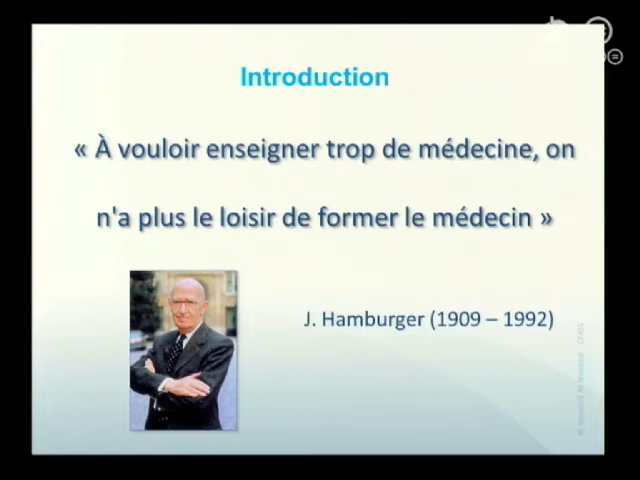 Introduction
« À vouloir enseigner trop de médecine, on
n'a plus le loisir de former le médecin »
J. Hamburger (1909 – 1992)